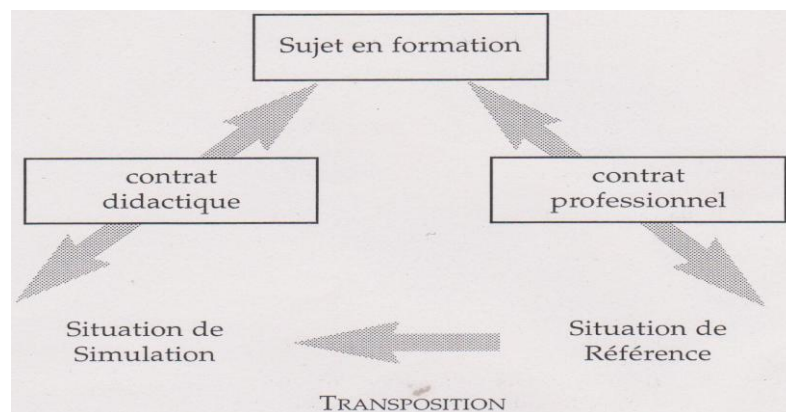 Sujet en formation
contrat
didactique
contrat
professionnel
Situation de
Simulation
Situation de
Référence
TRANSPOSITION